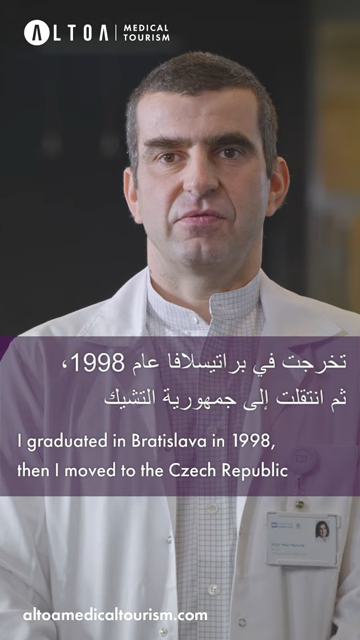 ALTOA
MEDICAL
TOURISM
تخرجت في براتيسلافا عام 1998،
ثم انتقلت إلى جمهورية التشيك
I graduated in Bratislava in 1998,
then I moved to the Czech Republic
altoamedicaltourism.com